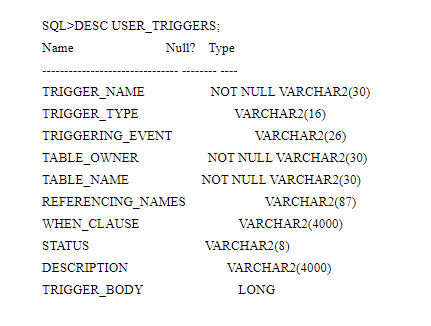 SQL>DESC USER_TRIGGERS;
Name Null? Type
------------------------------- -------- ----
TRIGGER_NAME NOT NULL VARCHAR2(30)
TRIGGER_TYPE VARCHAR2(16)
TRIGGERING_EVENT VARCHAR2(26)
TABLE_OWNER NOT NULL VARCHAR2(30)
TABLE_NAME NOT NULL VARCHAR2(30)
REFERENCING_NAMES VARCHAR2(87)
WHEN_CLAUSE VARCHAR2(4000)
STATUS VARCHAR2(8)
DESCRIPTION VARCHAR2(4000)
TRIGGER_BODY LONG